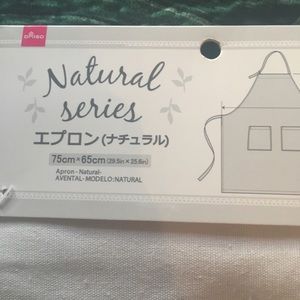 DAISO
Natural
series
エプロン(ナチュラル)
75cm×65cm(29.5in×25.6in)
Apron - Natural-
AVENTAL-MODELO:NATURAL